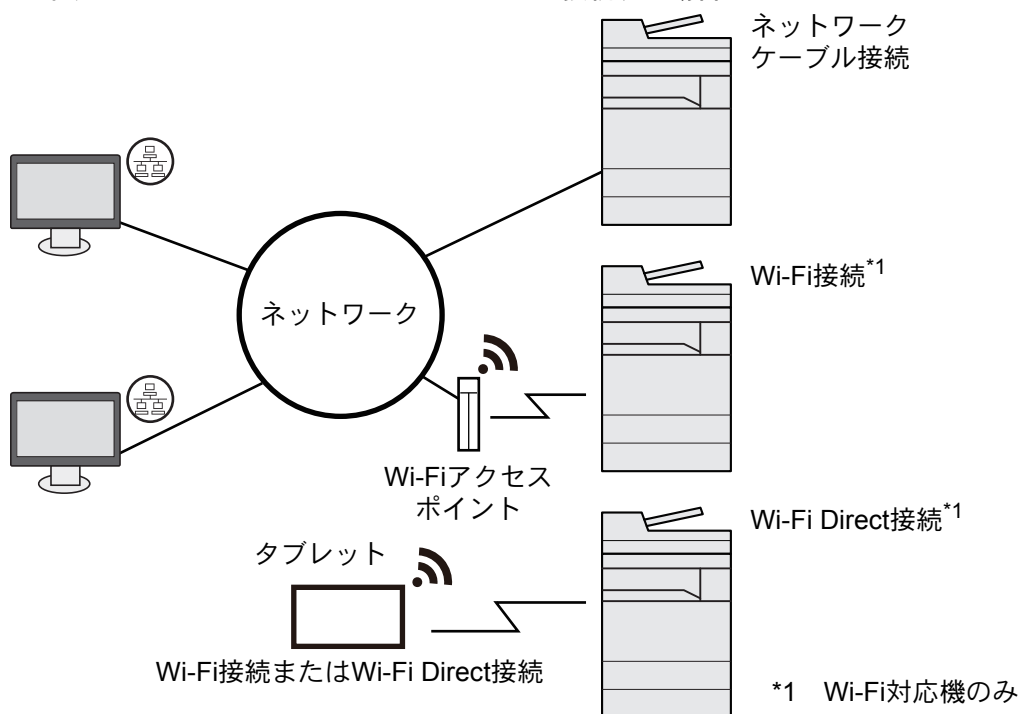 ネットワーク
ケーブル接続
Wi-Fi接続*1
ネットワーク
Wi-Fiアクセス
ポイント
Wi-Fi Direct接続*1
タブレット
Wi-Fi接続またはWi-Fi Direct接続
*1 Wi-Fi対応機のみ